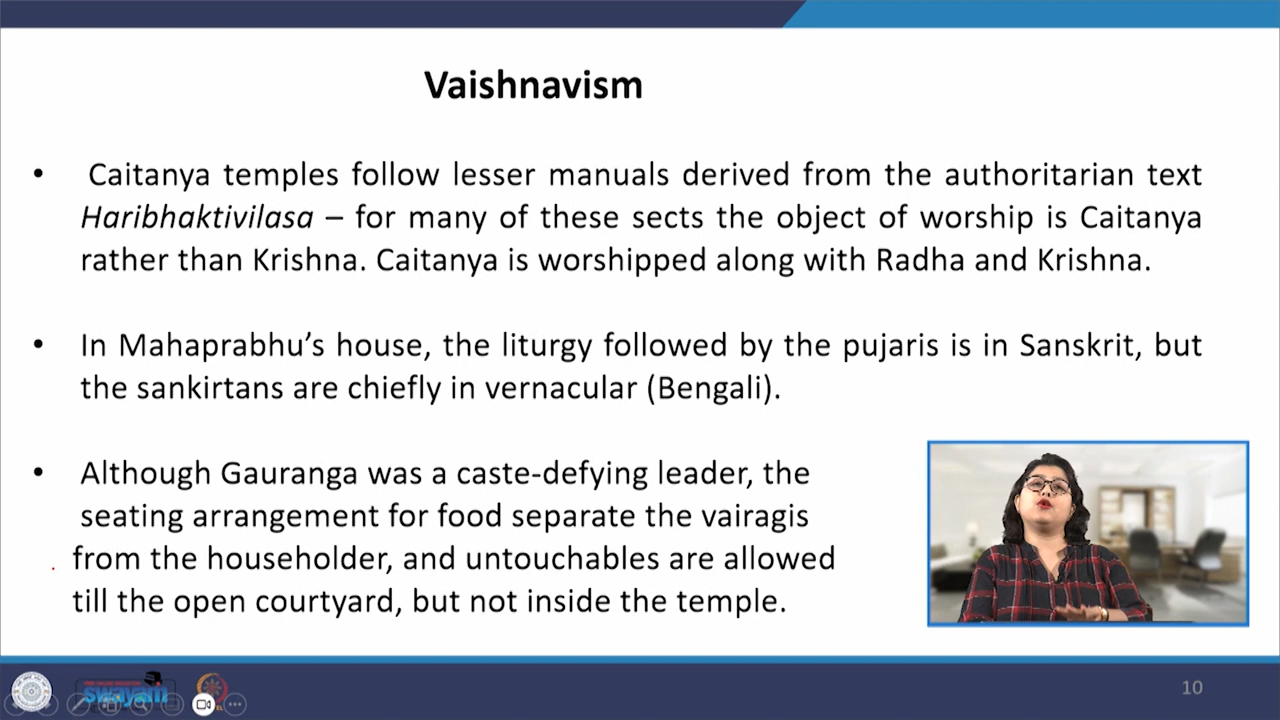 Vaishnavism
• Caitanya temples follow lesser manuals derived from the authoritarian text
Haribhaktivilasa – for many of these sects the object of worship is Caitanya
rather than Krishna. Caitanya is worshipped along with Radha and Krishna.
• In Mahaprabhu’s house, the liturgy followed by the pujaris is in Sanskrit, but
the sankirtans are chiefly in vernacular (Bengali).
• Although Gauranga was a caste-defying leader, the
seating arrangement for food separate the vairagis
from the householder, and untouchables are allowed
till the open courtyard, but not inside the temple.
swayam
10